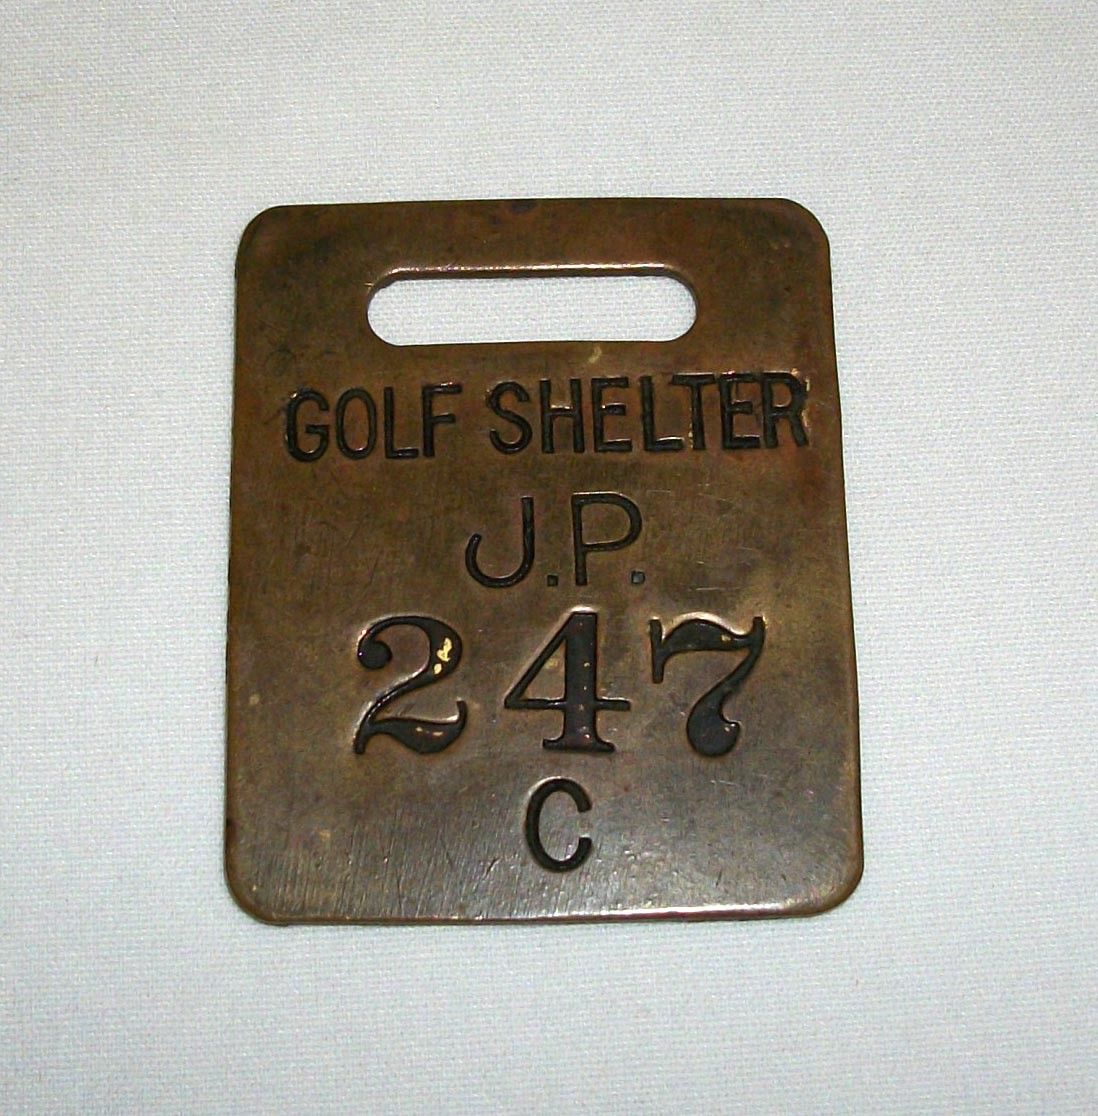 GOLF SHELTER
J.P.
247
C